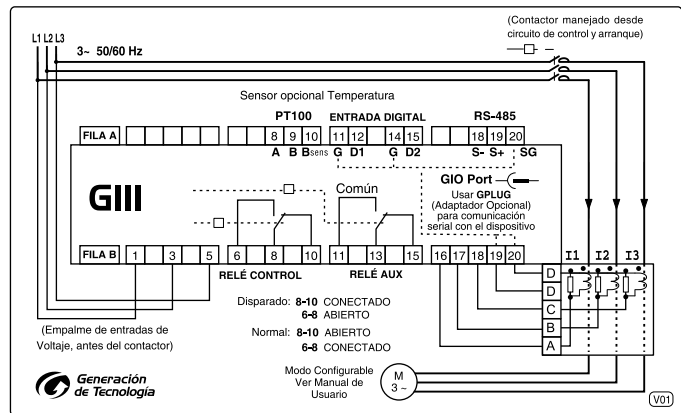 (Contactor manejado desde
circuito de control y arranque)
L1 L2 L3
3~ 50/60 Hz
Sensor opcional Temperatura
PT100 ENTRADA DIGITAL RS-485
FILA A 8 9 10 11 12 14 15 18 19 20
A B Bsens G D1 G D2 S- S+ SG
GIII
Común
GIO Port
Usar GPLUG
(Adaptador Opcional)
para comunicación
serial con el dispositivo
I1 I2 I3
FILA B 1 3 5 6 8 10 11 13 15 16 17 18 19 20
RELÉ CONTROL RELÉ AUX
D
D
C
B
A
Disparado: 8-10 CONECTADO
6-8 ABIERTO
Normal: 8-10 ABIERTO
6-8 CONECTADO
(Empalme de entradas de
Voltaje, antes del contactor)
Generación
de Tecnología
Modo Configurable
Ver Manual de
Usuario
M
3~
V01